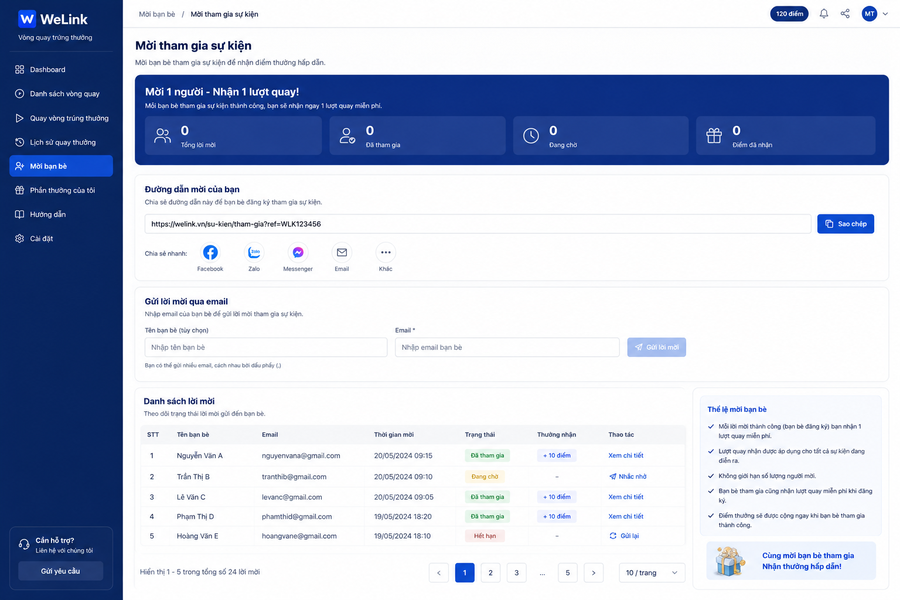 WeLink
Vòng quay trúng thưởng
Dashboard
Danh sách vòng quay
Quay vòng trúng thưởng
Lịch sử quay thưởng
Mời bạn bè
Phần thưởng của tôi
Hướng dẫn
Cài đặt
Cần hỗ trợ?
Liên hệ với chúng tôi
Gửi yêu cầu
Mời bạn bè / Mời tham gia sự kiện
120 điểm
MT
Mời tham gia sự kiện
Mời bạn bè tham gia sự kiện để nhận điểm thưởng hấp dẫn.
Mời 1 người - Nhận 1 lượt quay!
Mỗi bạn bè tham gia sự kiện thành công, bạn sẽ nhận ngay 1 lượt quay miễn phí.
0
Tổng lời mời
0
Đã tham gia
0
Đang chờ
0
Điểm đã nhận
Đường dẫn mời của bạn
Chia sẻ đường dẫn này để bạn bè đăng ký tham gia sự kiện.
https://welink.vn/su-kien/tham-gia?ref=WLK123456
Sao chép
Chia sẻ nhanh:
Facebook
Zalo
Zalo
Messenger
Email
Khác
Gửi lời mời qua email
Nhập email của bạn bè để gửi lời mời tham gia sự kiện.
Tên bạn bè (tùy chọn)
Email *
Nhập tên bạn bè
Nhập email bạn bè
Gửi lời mời
Bạn có thể gửi nhiều email, cách nhau bởi dấu phẩy (,)
Danh sách lời mời
Theo dõi trạng thái lời mời gửi đến bạn bè.
STT Tên bạn bè Email Thời gian mời Trạng thái Thưởng nhận Thao tác
1 Nguyễn Văn A nguyenvana@gmail.com 20/05/2024 09:15 Đã tham gia + 10 điểm Xem chi tiết
2 Trần Thị B tranthib@gmail.com 20/05/2024 09:10 Đang chờ - Nhắc nhở
3 Lê Văn C levanc@gmail.com 20/05/2024 09:05 Đã tham gia + 10 điểm Xem chi tiết
4 Phạm Thị D phamthid@gmail.com 19/05/2024 18:20 Đã tham gia + 10 điểm Xem chi tiết
5 Hoàng Văn E hoangvane@gmail.com 19/05/2024 18:10 Hết hạn - Gửi lại
Hiển thị 1 - 5 trong tổng số 24 lời mời
< 1 2 3 ... 5 > 10 / trang
Thể lệ mời bạn bè
Mỗi lời mời thành công (bạn bè đăng ký) bạn nhận 1
lượt quay miễn phí.
Lượt quay nhận được áp dụng cho tất cả sự kiện đang
diễn ra.
Không giới hạn số lượng người mời.
Bạn bè tham gia cũng nhận lượt quay miễn phí khi đăng
ký.
Điểm thưởng sẽ được cộng ngay khi bạn bè tham gia
thành công.
Cùng mời bạn bè tham gia
Nhận thưởng hấp dẫn!